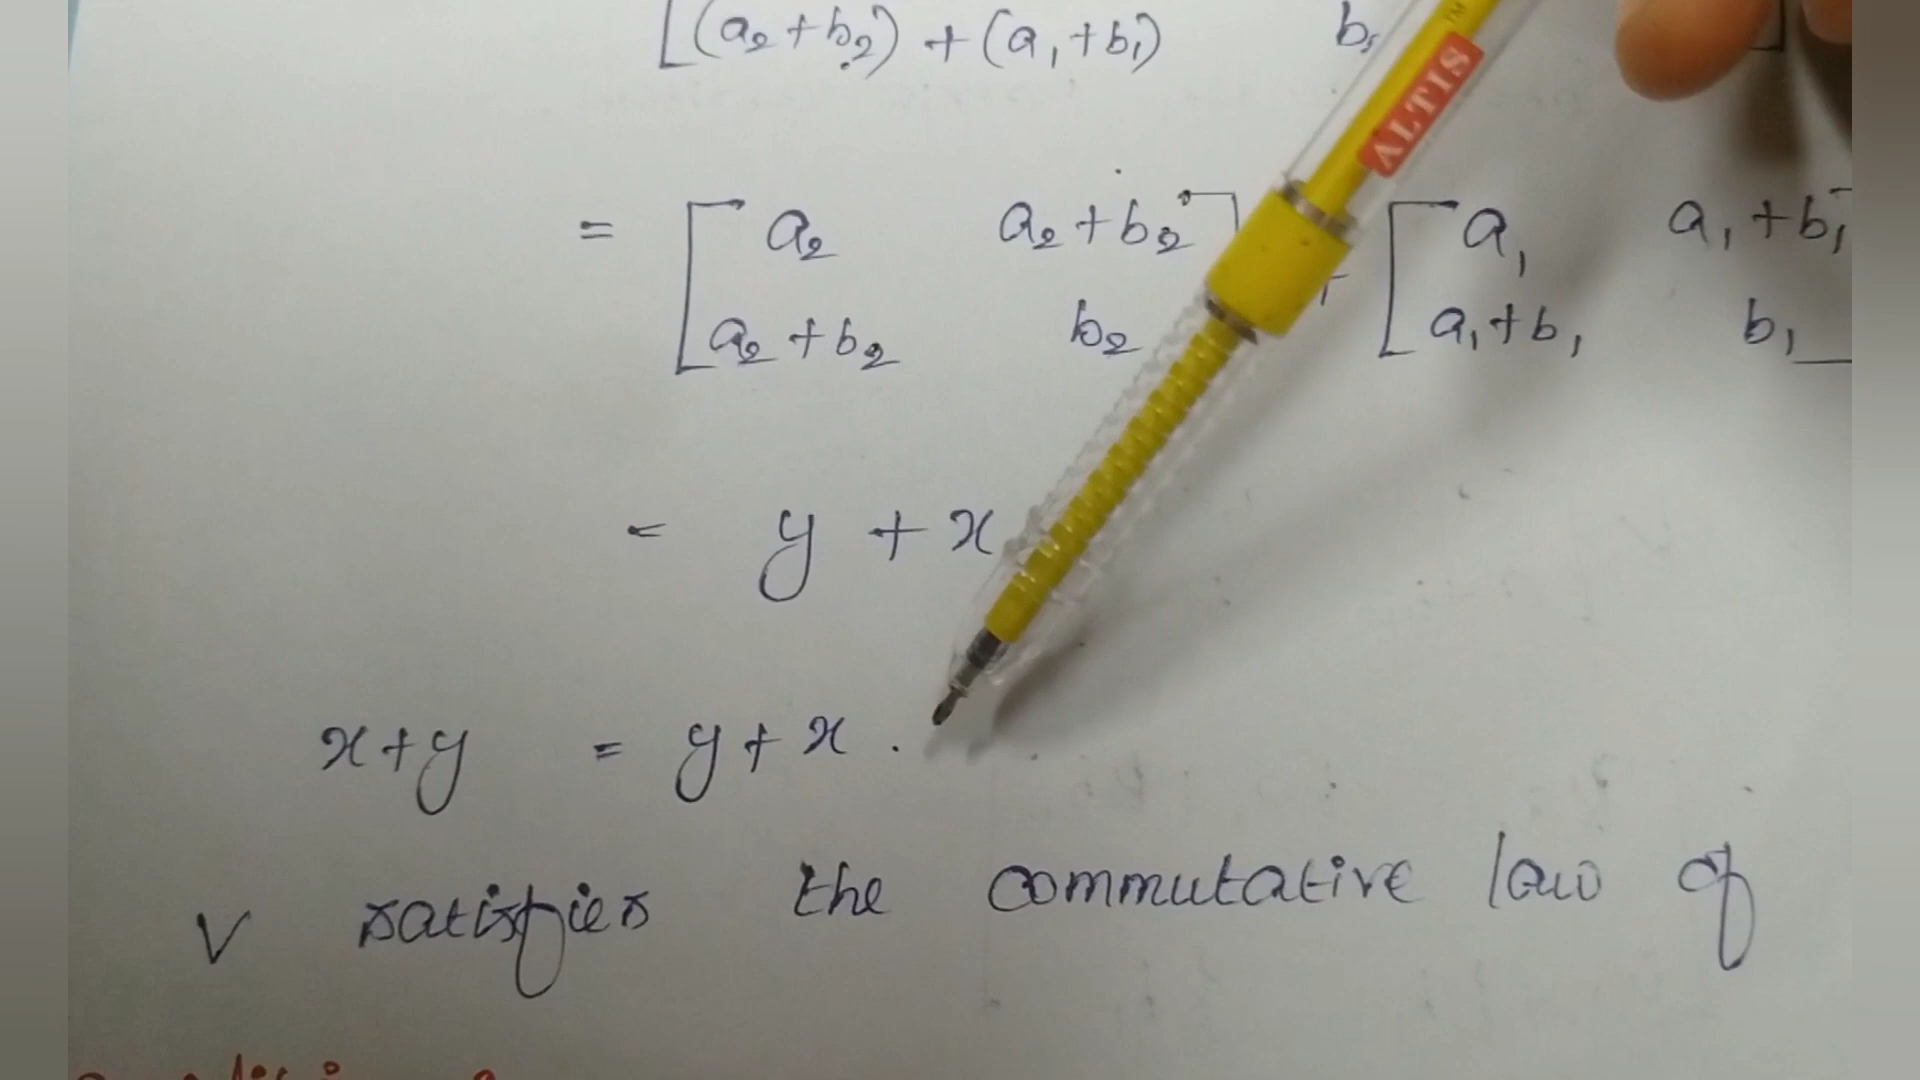 [(a2+b2)+(a1+b1)
= [a2 a2+b2] + [a1 a1+b1
a2+b2 b2 a1+b1 b1
= y + x
x+y = y+x.
V satisfies the commutative law of
ALTIS